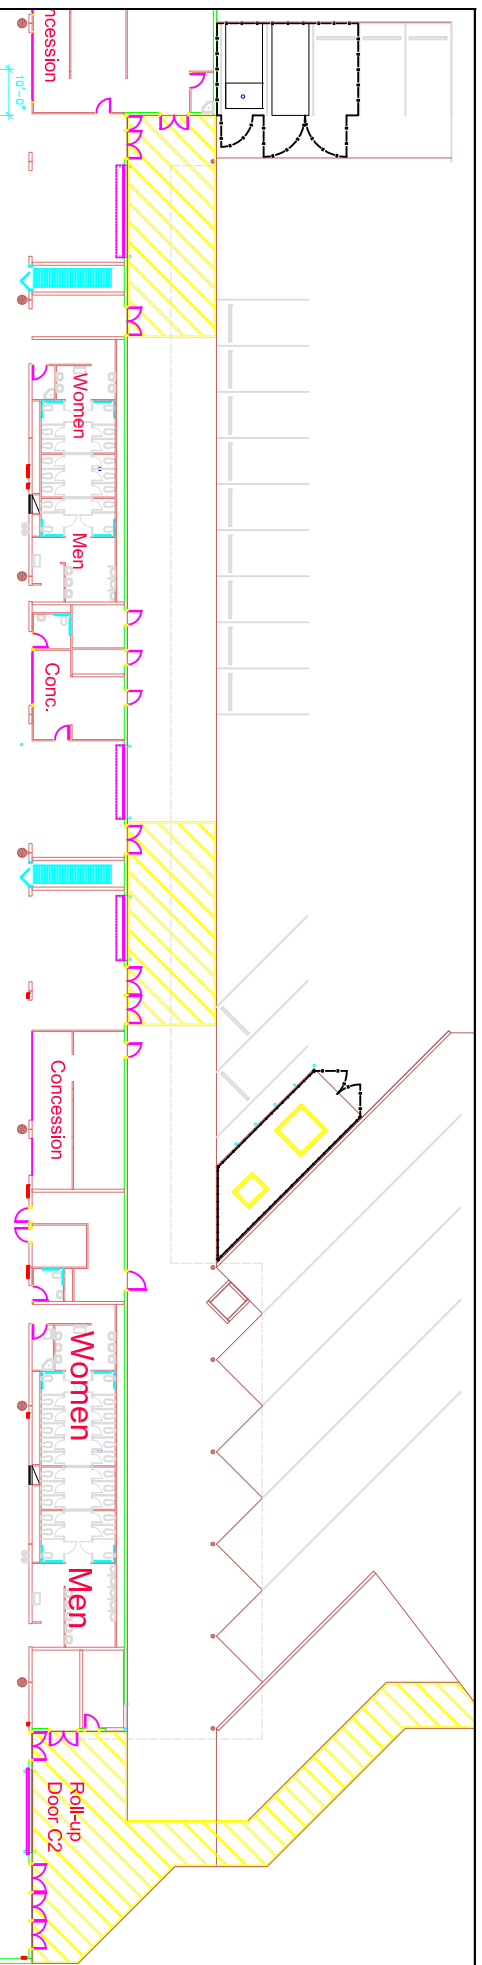 ncession
10'-0"
Women
Men
Conc.
Concession
Women
Men
Roll-up
Door C2